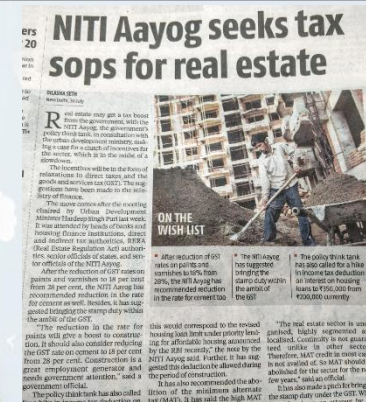 ers
20
NITI Aayog seeks tax
sops for real estate
DILASHA SETH
New Delhi, 30 July
Real estate may get a tax boost
from the government, with the
NITI Aayog, the government's
policy think tank, in consultation with
the urban development ministry, mak-
ing a case for a clutch of incentives for
the sector, which is in the midst of a
slowdown.
The incentives will be in the form of
relaxations in direct taxes, and the
goods and services tax (GST). The sug-
gestions have been made to the min-
istry of finance.
The move comes after the meeting
chaired by Urban Development
Minister Hardeep Singh Puri last week.
It was attended by heads of banks and
housing finance institutions, direct
and indirect tax authorities, RERA
(Real Estate Regulation Act) authori-
ties, senior officials of states, and sen-
ior officials of the NITI Aayog.
After the reduction of GST rates on
paints and varnishes to 18 per cent
from 28 per cent, the NITI Aayog has
recommended reduction in the rate
for cement as well. Besides, it has sug-
gested bringing the stamp duty within
the ambit of the GST.
"The reduction in the rate for
paints will give a boost to construc-
tion. It should also consider reducing
the GST rate on cement to 18 per cent
from 28 per cent. Construction is a
great employment generator and
needs government attention," said a
government official.
The policy think tank has also called
ON THE
WISH LIST
After reduction of GST
rates on paints and
varnishes to 18% from
28%, the NITI Aayog has
recommended reduction
in the rate for cement too
The NITI Aayog
has suggested
bringing the
stamp duty within
the ambit of
the GST
The policy think tank
has also called for a hike
in income tax deduction
on interest on housing
loans to
₹200,000 currently
this would correspond to the revised
housing loan limit under priority lend-
ing for affordable housing announced
by the RBI recently," the note by the
NITI Aayog said. Further, it has sug-
gested this deduction be allowed during
the period of construction.
It has also recommended the abo-
lition of the minimum alternate
tax (MAT). It has said the high MAT
"The real estate sector is un-
ganised, highly segmented a
localised. Continuity is not guaran
teed unlike in other secto
Therefore, MAT credit in most cas
is not availed of. So MAT should
abolished for the sector for the n
few years," said an official.
It has also made a pitch for bring
the stamp duty under the GST. W